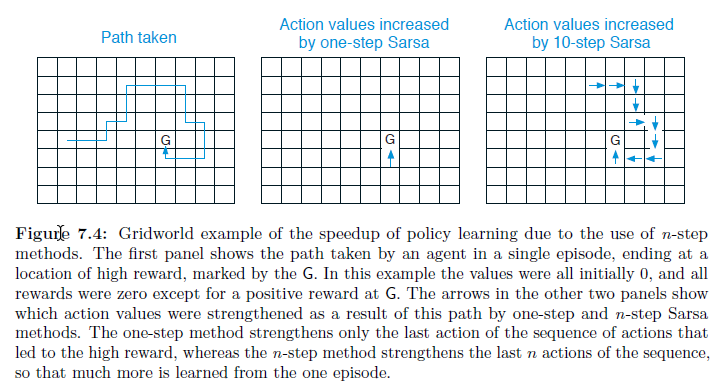 Path taken
Action values increased
by one-step Sarsa
Action values increased
by 10-step Sarsa
G
G
G
Figure 7.4: Gridworld example of the speedup of policy learning due to the use of n-step
methods. The first panel shows the path taken by an agent in a single episode, ending at a
location of high reward, marked by the G. In this example the values were all initially 0, and all
rewards were zero except for a positive reward at G. The arrows in the other two panels show
which action values were strengthened as a result of this path by one-step and n-step Sarsa
methods. The one-step method strengthens only the last action of the sequence of actions that
led to the high reward, whereas the n-step method strengthens the last n actions of the sequence,
so that much more is learned from the one episode.